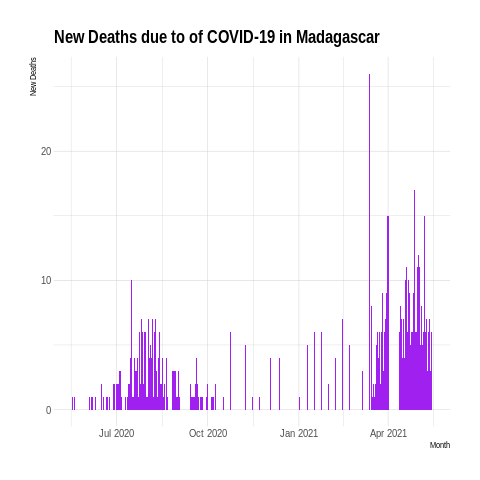 New Deaths due to of COVID-19 in Madagascar
New Deaths
20
10
0
Jul 2020 Oct 2020 Jan 2021 Apr 2021
Month